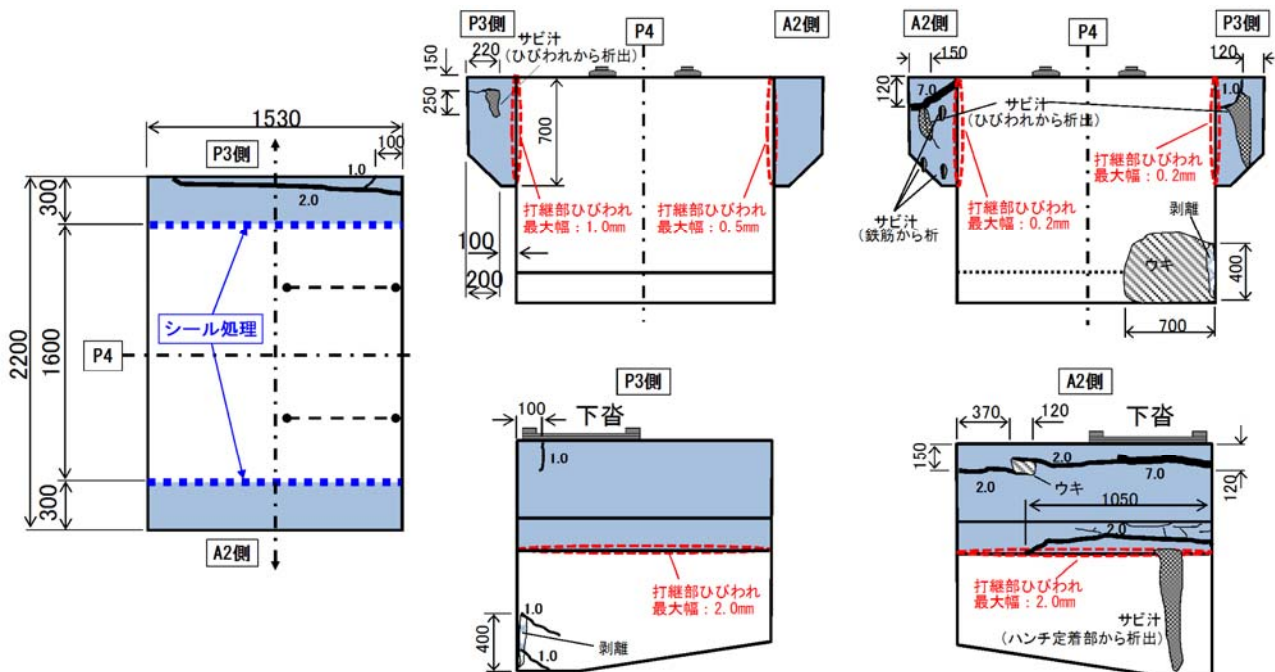 1530
100
P3側
1.0
2.0
300
シール処理
2200
1600
P4
300
A2側
P3側
サビ汁
(ひびわれから析出)
P4
A2側
150
220
250
700
打継部ひびわれ
最大幅：1.0mm
打継部ひびわれ
最大幅：0.5mm
100
200
A2側
150
P4
P3側
120
120
7.0
1.0
サビ汁
(ひびわれから析出)
打継部ひびわれ
最大幅：0.2mm
打継部ひびわれ
最大幅：0.2mm
サビ汁
(鉄筋から析
剥離
ウキ
400
700
P3側
100
下沓
1.0
打継部ひびわれ
最大幅：2.0mm
400
1.0
剥離
1.0
A2側
370
120
下沓
150
2.0
2.0
7.0
ウキ
120
1050
2.0
打継部ひびわれ
最大幅：2.0mm
サビ汁
(ハンチ定着部から析出)